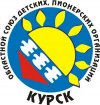 ОБЛАСТНОЙ СОЮЗ ДЕТСКИХ, ПИОНЕРСКИХ ОРГАНИЗАЦИЙ
КУРСК